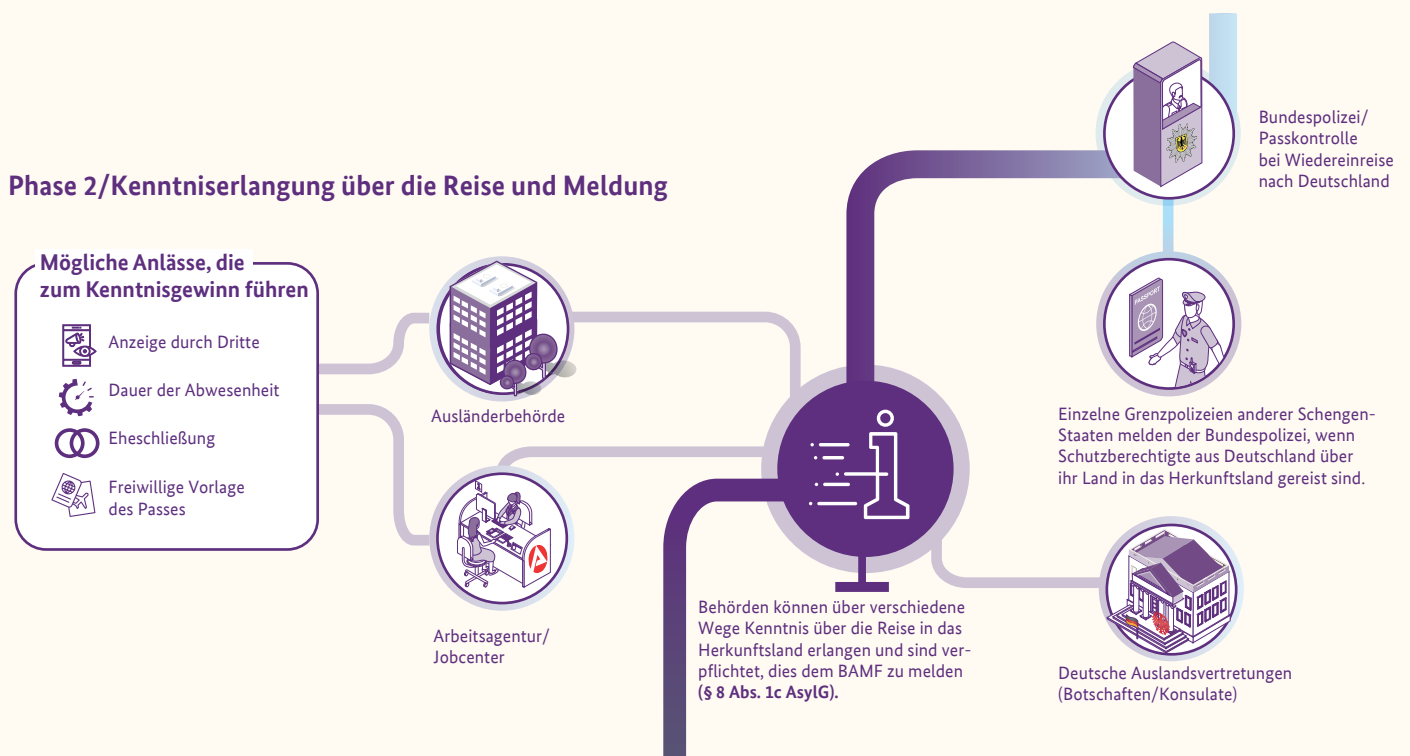 Phase 2/Kenntniserlangung über die Reise und Meldung
Mögliche Anlässe, die
zum Kenntnisgewinn führen
Anzeige durch Dritte
Dauer der Abwesenheit
Eheschließung
Freiwillige Vorlage
des Passes
Ausländerbehörde
Arbeitsagentur/
Jobcenter
Behörden können über verschiedene
Wege Kenntnis über die Reise in das
Herkunftsland erlangen und sind ver-
pflichtet, dies dem BAMF zu melden
(§ 8 Abs. 1c AsylG).
Bundespolizei/
Passkontrolle
bei Wiedereinreise
nach Deutschland
PASSPORT
Einzelne Grenzpolizeien anderer Schengen-
Staaten melden der Bundespolizei, wenn
Schutzberechtigte aus Deutschland über
ihr Land in das Herkunftsland gereist sind.
Deutsche Auslandsvertretungen
(Botschaften/Konsulate)